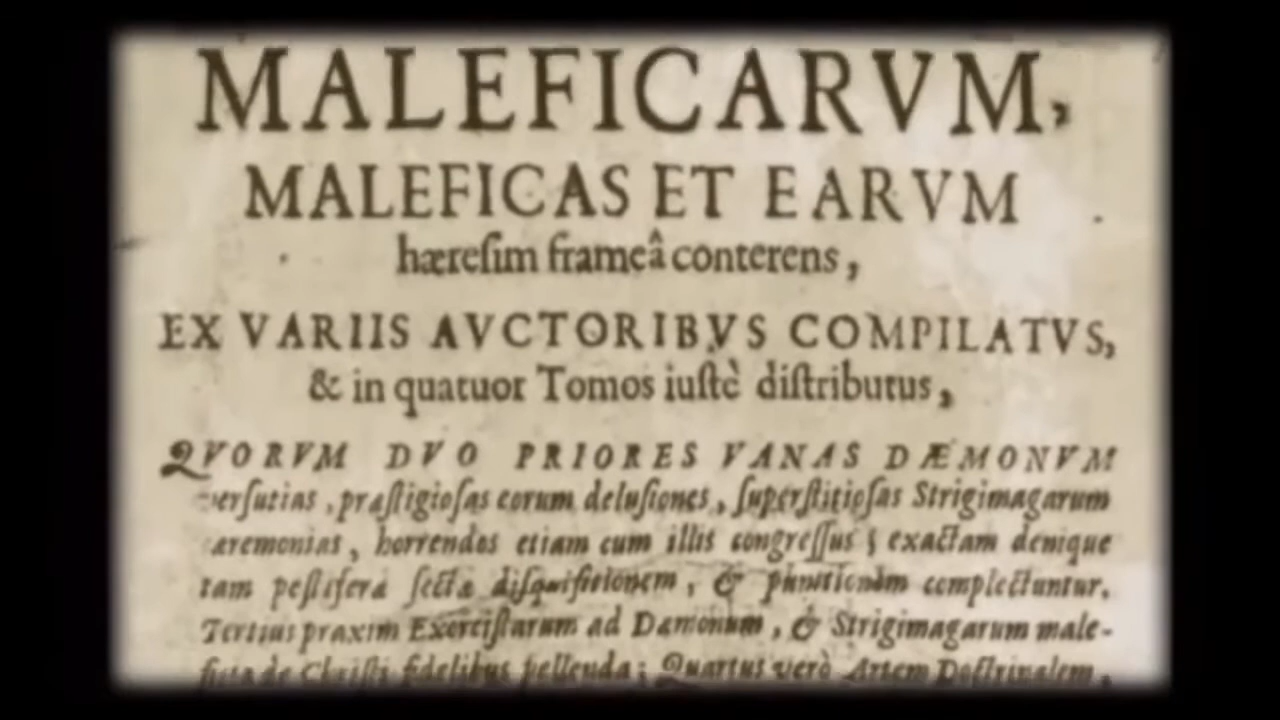 MALEFICARVM,
MALEFICAS ET EARVM
hæresim frameâ conterens,
EX VARIIS AVCTORIBVS COMPILATVS,
& in quatuor Tomos iustè distributus,
QVORVM DVO PRIORES VANAS DÆMONVM
versutias, præstigiosas eorum delusiones, superstitiosas Strigimagarum
cæremonias, horrendos etiam cum illis congressus; exactam denique
tam pestiferæ sectæ disquisitionem, & punitionem complectuntur.
Tertius praxim Exorcistarum ad Dæmonum, & Strigimagarum male-
ficia de Christi fidelibus pellenda; Quartus verò Artem Doctrinalem,